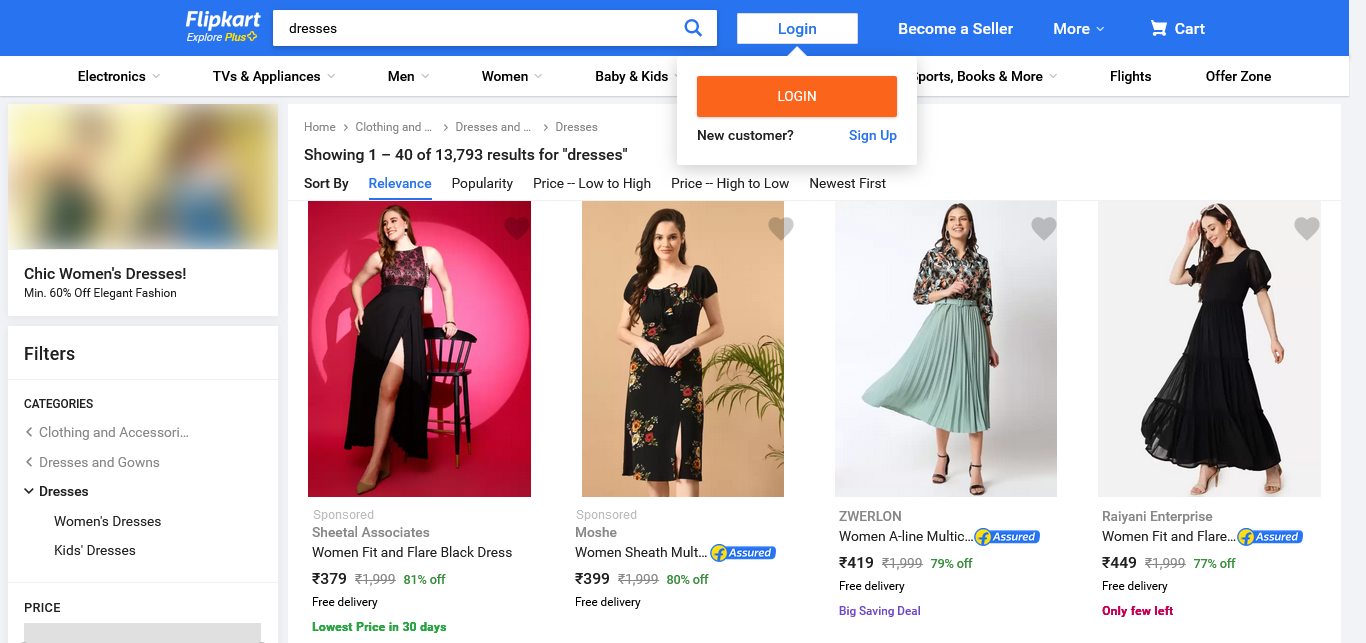 Flipkart
Explore Plus
dresses
Login
Become a Seller
More
Cart
Electronics
TVs & Appliances
Men
Women
Baby & Kids
Sports, Books & More
Flights
Offer Zone
LOGIN
New customer? Sign Up
Chic Women's Dresses!
Min. 60% Off Elegant Fashion
Filters
CATEGORIES
Clothing and Accessori...
Dresses and Gowns
Dresses
Women's Dresses
Kids' Dresses
PRICE
Home Clothing and ... Dresses and ... Dresses
Showing 1 – 40 of 13,793 results for "dresses"
Sort By Relevance Popularity Price -- Low to High Price -- High to Low Newest First
Sponsored
Sheetal Associates
Women Fit and Flare Black Dress
₹379 ₹1,999 81% off
Free delivery
Lowest Price in 30 days
Sponsored
Moshe
Women Sheath Mult... Assured
₹399 ₹1,999 80% off
Free delivery
ZWERLON
Women A-line Multic... Assured
₹419 ₹1,999 79% off
Free delivery
Big Saving Deal
Raiyani Enterprise
Women Fit and Flare... Assured
₹449 ₹1,999 77% off
Free delivery
Only few left